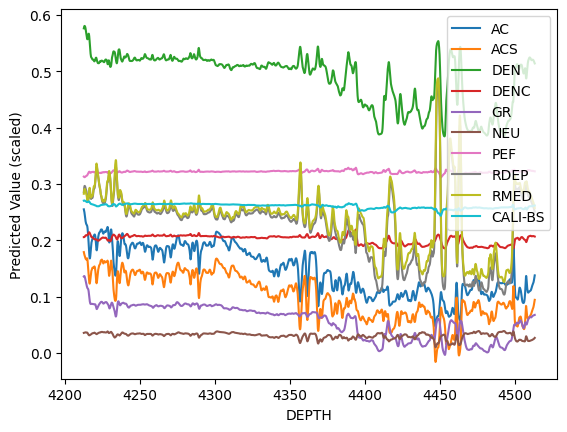 0.6
0.5
0.4
0.3
0.2
0.1
0.0
Predicted Value (scaled)
AC
ACS
DEN
DENC
GR
NEU
PEF
RDEP
RMED
CALI-BS
4200
4250
4300
4350
4400
4450
4500
DEPTH